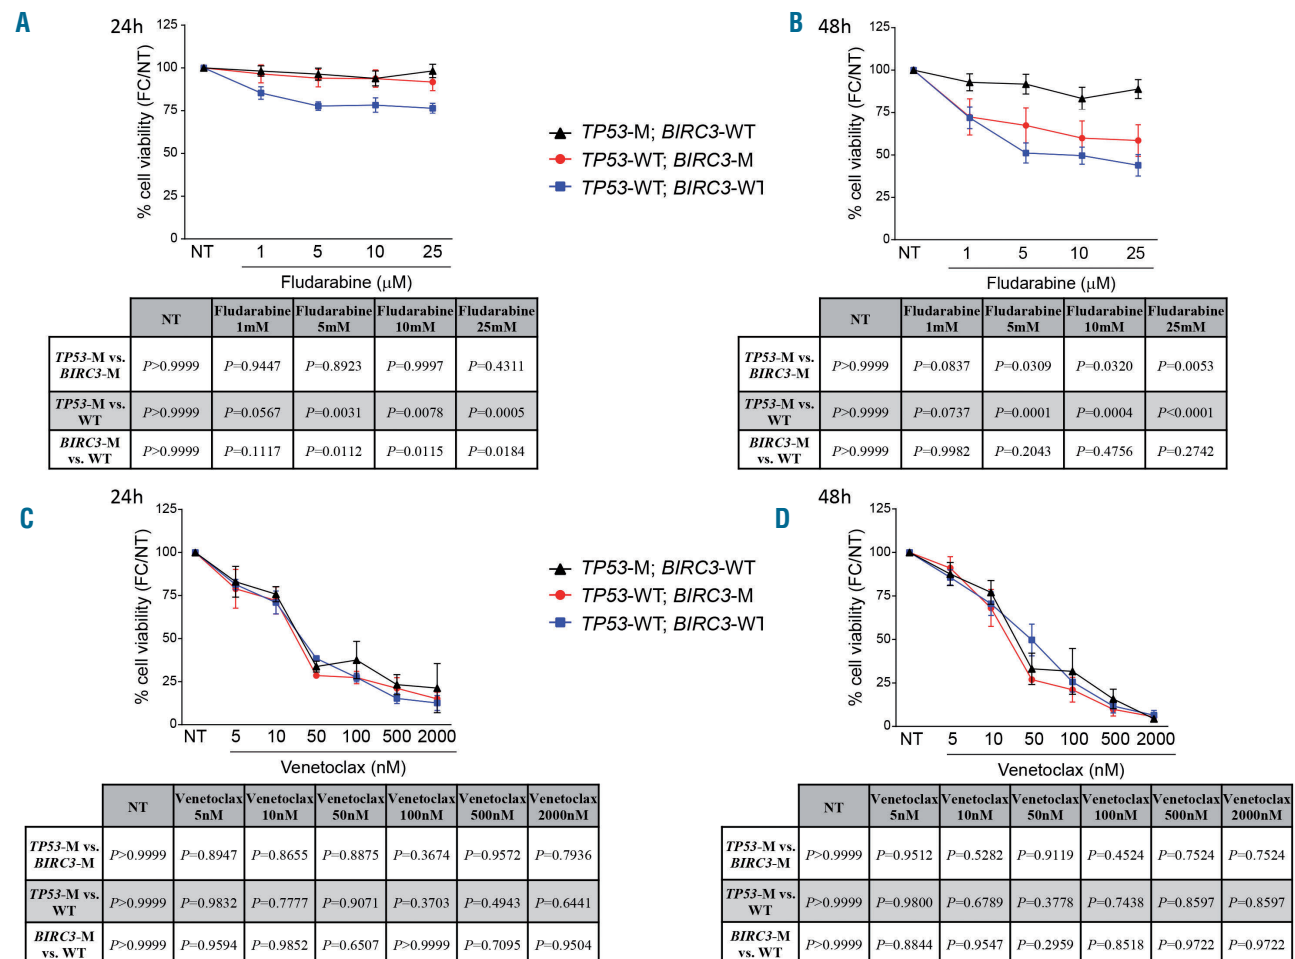 A
24h
% cell viability (FC/NT)
125
100
75
50
25
0
NT 1 5 10 25
Fludarabine (μM)
TP53-M; BIRC3-WT
TP53-WT; BIRC3-M
TP53-WT; BIRC3-WT
B
48h
% cell viability (FC/NT)
125
100
75
50
25
0
NT 1 5 10 25
Fludarabine (μM)
NT Fludarabine Fludarabine Fludarabine Fludarabine
1mM 5mM 10mM 25mM
TP53-M vs.
BIRC3-M P>0.9999 P=0.9447 P=0.8923 P=0.9997 P=0.4311
TP53-M vs.
WT P>0.9999 P=0.0567 P=0.0031 P=0.0078 P=0.0005
BIRC3-M
vs. WT P>0.9999 P=0.1117 P=0.0112 P=0.0115 P=0.0184
NT Fludarabine Fludarabine Fludarabine Fludarabine
1mM 5mM 10mM 25mM
TP53-M vs.
BIRC3-M P>0.9999 P=0.0837 P=0.0309 P=0.0320 P=0.0053
TP53-M vs.
WT P>0.9999 P=0.0737 P=0.0001 P=0.0004 P<0.0001
BIRC3-M
vs. WT P>0.9999 P=0.9982 P=0.2043 P=0.4756 P=0.2742
C
24h
% cell viability (FC/NT)
125
100
75
50
25
0
NT 5 10 50 100 500 2000
Venetoclax (nM)
TP53-M; BIRC3-WT
TP53-WT; BIRC3-M
TP53-WT; BIRC3-WT
D
48h
% cell viability (FC/NT)
125
100
75
50
25
0
NT 5 10 50 100 500 2000
Venetoclax (nM)
NT Venetoclax Venetoclax Venetoclax Venetoclax Venetoclax Venetoclax
5nM 10nM 50nM 100nM 500nM 2000nM
TP53-M vs.
BIRC3-M P>0.9999 P=0.8947 P=0.8655 P=0.8875 P=0.3674 P=0.9572 P=0.7936
TP53-M vs.
WT P>0.9999 P=0.9832 P=0.7777 P=0.9071 P=0.3703 P=0.4943 P=0.6441
BIRC3-M
vs. WT P>0.9999 P=0.9594 P=0.9852 P=0.6507 P>0.9999 P=0.7095 P=0.9504
NT Venetoclax Venetoclax Venetoclax Venetoclax Venetoclax Venetoclax
5nM 10nM 50nM 100nM 500nM 2000nM
TP53-M vs.
BIRC3-M P>0.9999 P=0.9512 P=0.5282 P=0.9119 P=0.4524 P=0.7524 P=0.7524
TP53-M vs.
WT P>0.9999 P=0.9800 P=0.6789 P=0.3778 P=0.7438 P=0.8597 P=0.8597
BIRC3-M
vs. WT P>0.9999 P=0.8844 P=0.9547 P=0.2959 P=0.8518 P=0.9722 P=0.9722